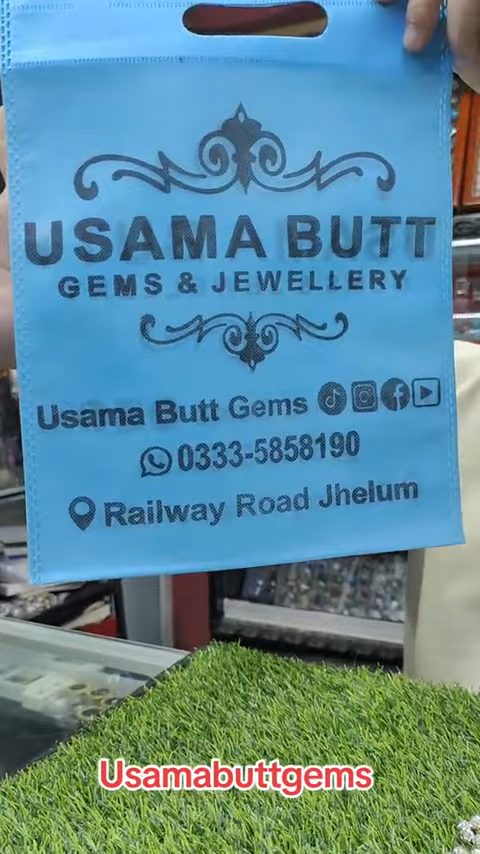 USAMA BUTT
GEMS & JEWELLERY
Usama Butt Gems
0333-5858190
Railway Road Jhelum
Usamabuttgems